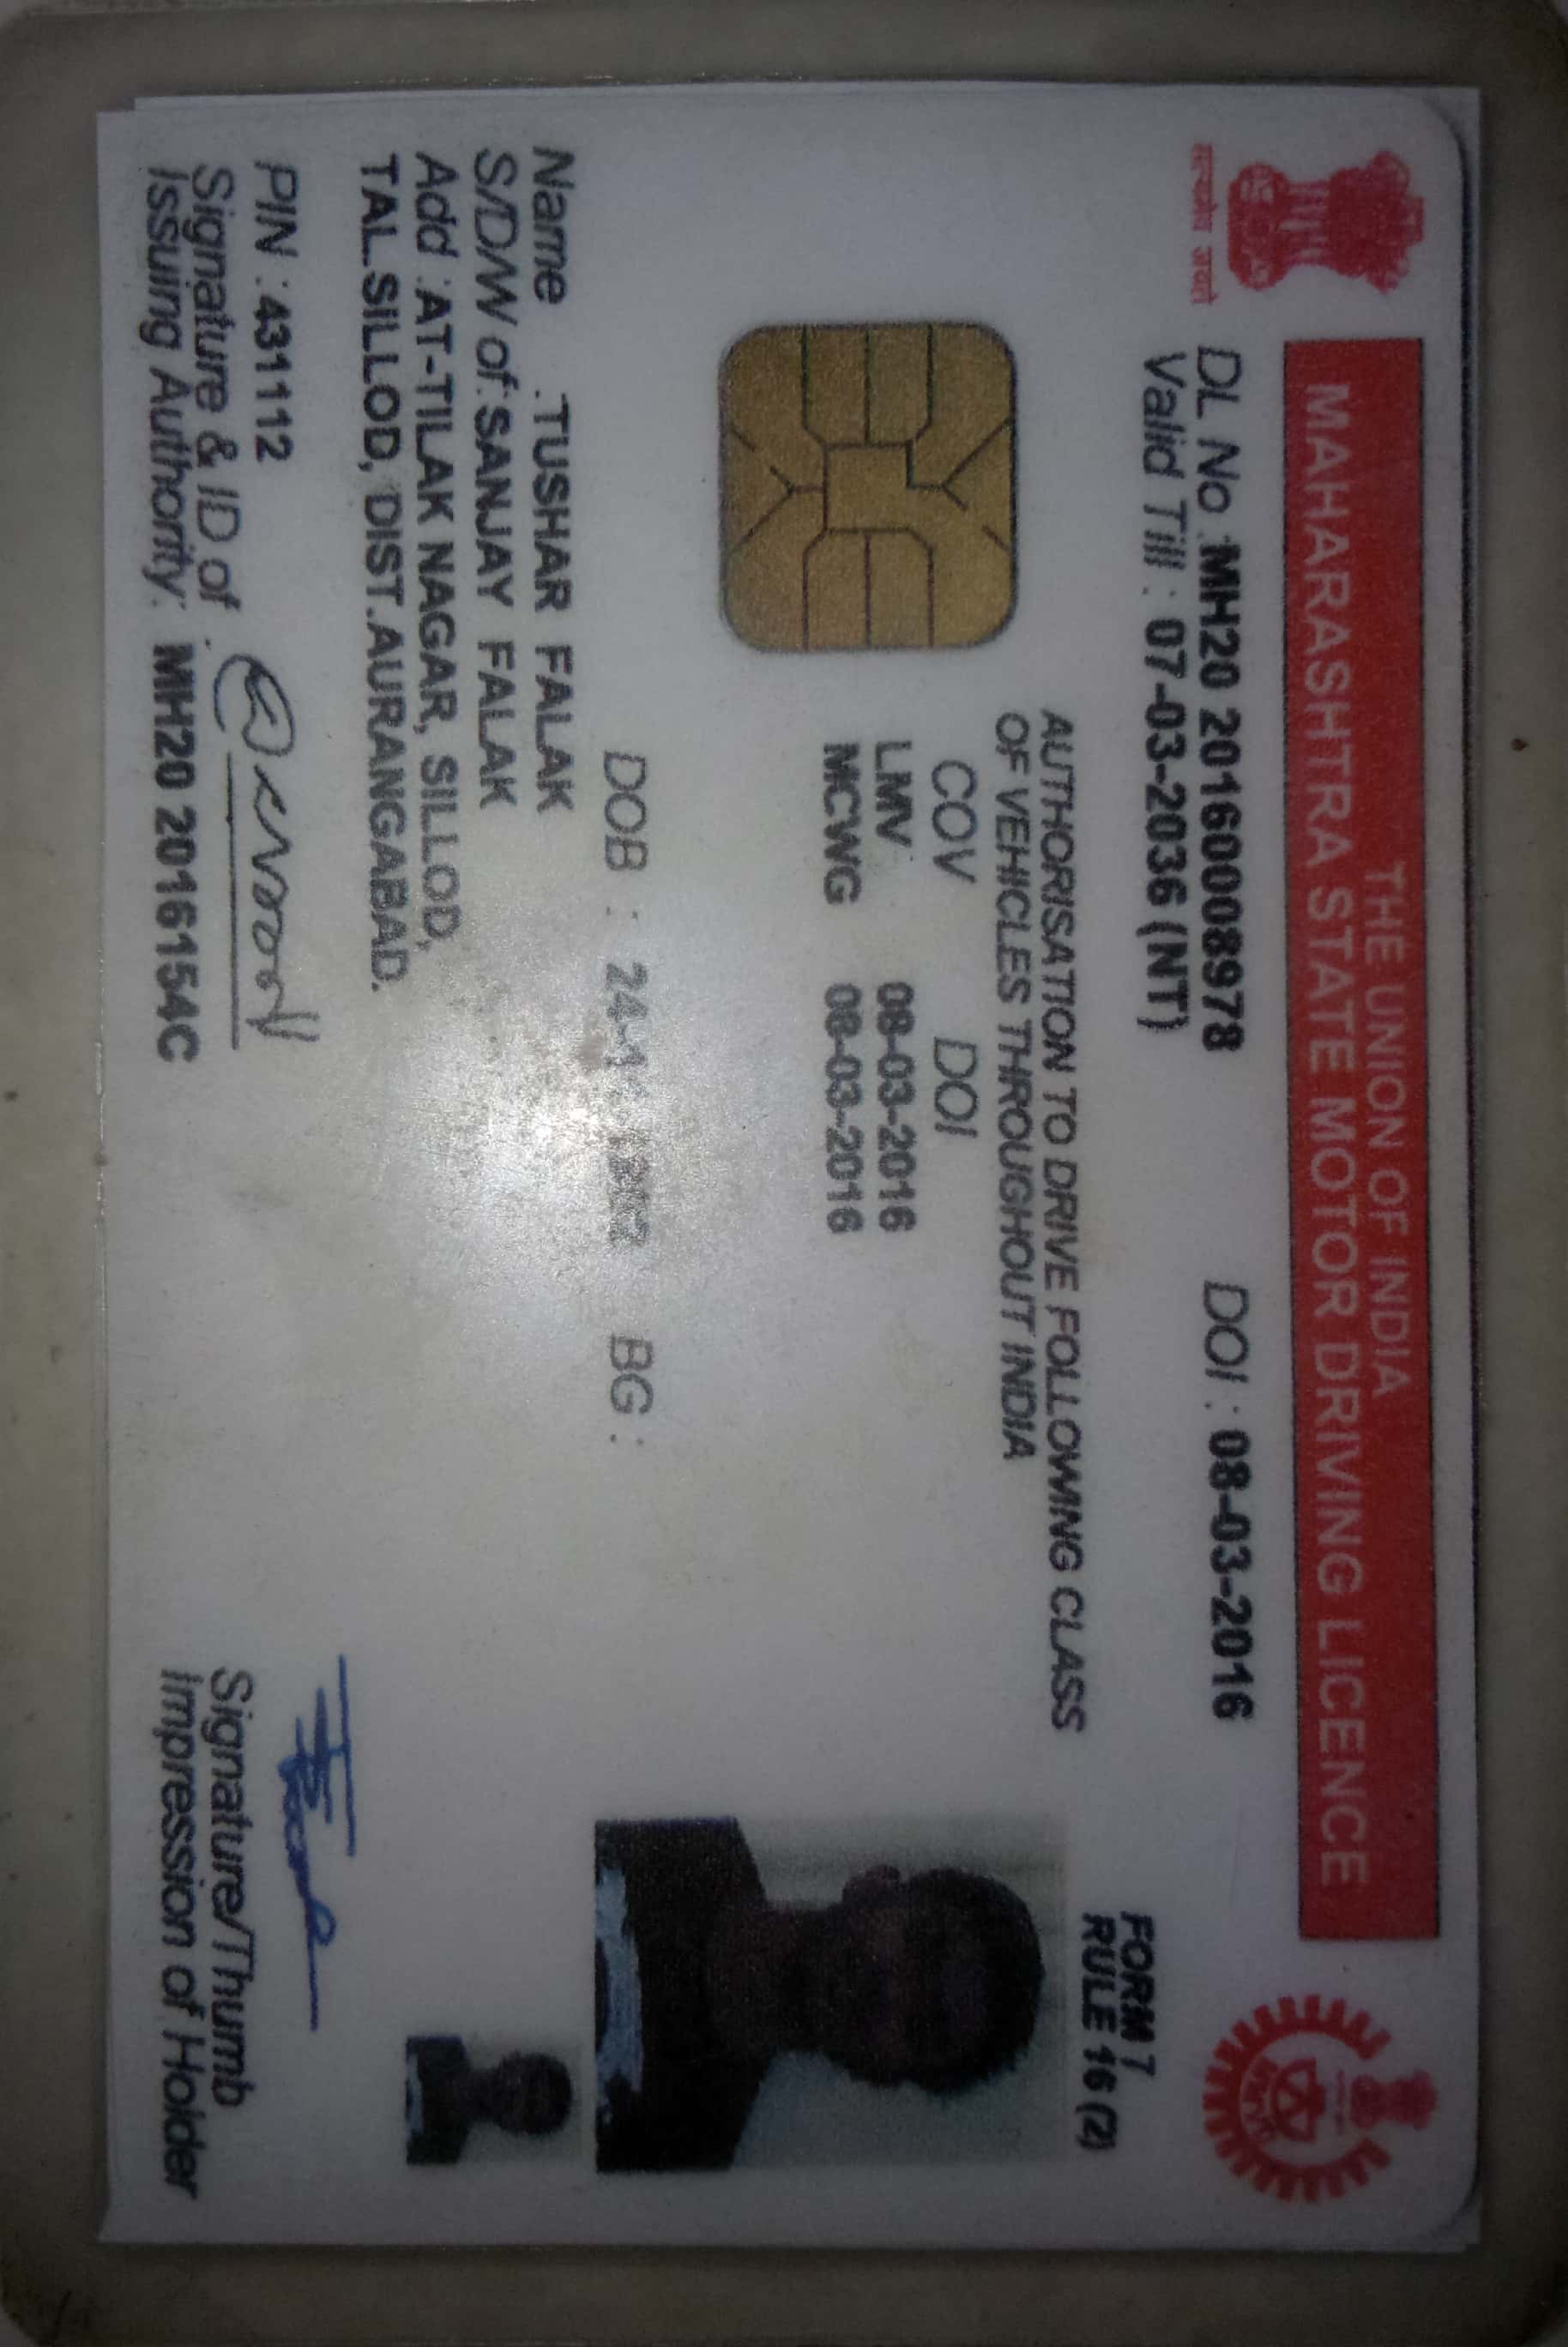 THE UNION OF INDIA
MAHARASHTRA STATE MOTOR DRIVING LICENCE
सत्यमेव जयते
DL No :MH20 20160008978 DOI : 08-03-2016
Valid Till : 07-03-2036 (NT)
FORM 7
RULE 16 (2)
AUTHORISATION TO DRIVE FOLLOWING CLASS
OF VEHICLES THROUGHOUT INDIA
COV DOI
LMV 08-03-2016
MCWG 08-03-2016
DOB : BG :
Name :TUSHAR FALAK
S/D/W of:SANJAY FALAK
Add :AT-TILAK NAGAR, SILLOD,
TAL.SILLOD, DIST.AURANGABAD.
PIN : 431112
Signature & ID of :
Issuing Authority: MH20 2016154C
Signature/Thumb
Impression of Holder